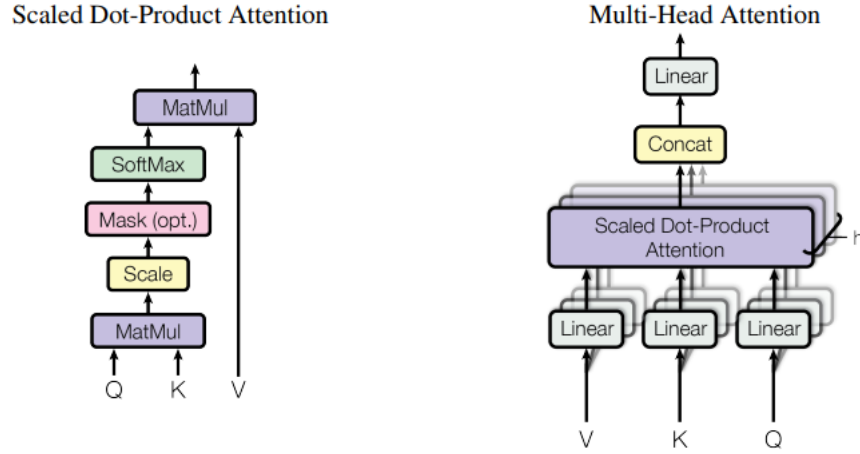 Scaled Dot-Product Attention
MatMul
SoftMax
Mask (opt.)
Scale
MatMul
Q K V
Multi-Head Attention
Linear
Concat
Scaled Dot-Product
Attention
h
Linear Linear Linear
V K Q